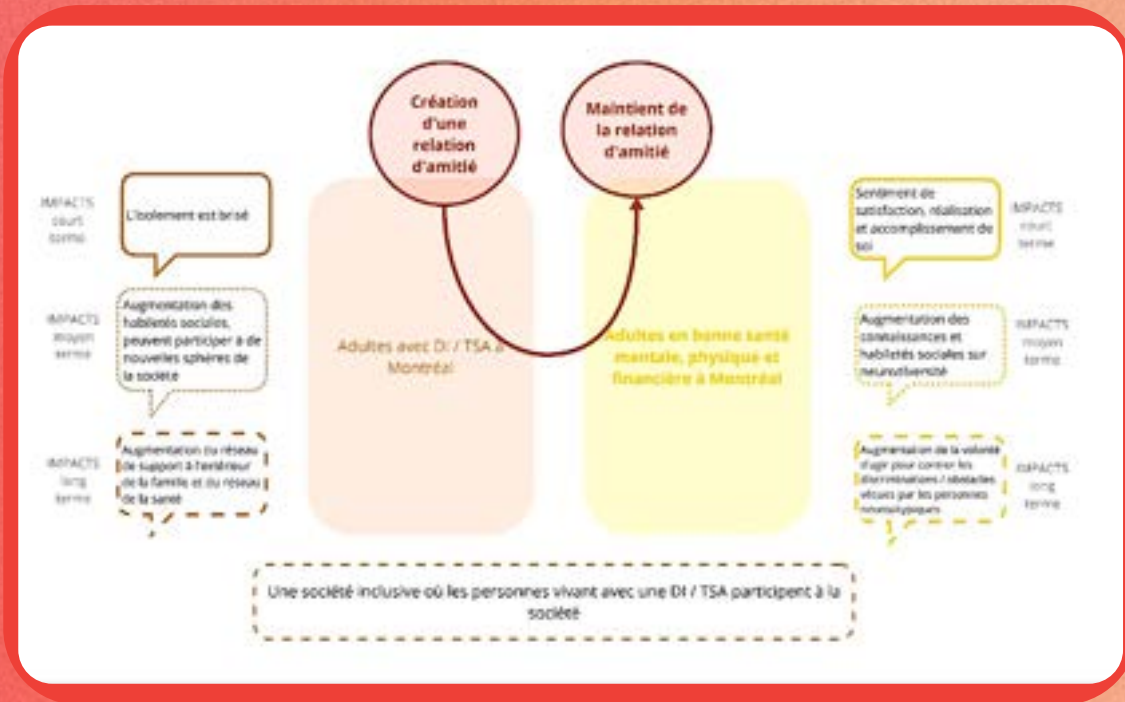 Création
d'une
relation
d'amitié
Maintient de
la relation
d'amitié
IMPACTS
court
terme
L'isolement est brisé
Sentiment de
satisfaction, réalisation
et accomplissement de
soi
IMPACTS
court
terme
IMPACTS
moyen
terme
Augmentation des
habiletés sociales,
peuvent participer à de
nouvelles sphères de
la société
Adultes avec DI / TSA à
Montréal
Adultes en bonne santé
mentale, physique et
financière à Montréal
Augmentation des
connaissances et
habiletés sociales sur
neurodiversité
IMPACTS
moyen
terme
IMPACTS
long
terme
Augmentation du réseau
de support à l'extérieur
de la famille et du réseau
de la santé
Augmentation de la volonté
d'agir pour contrer les
discriminations / obstacles
vécues par les personnes
IMPACTS
long
terme
Une société inclusive où les personnes vivant avec une DI / TSA participent à la
société